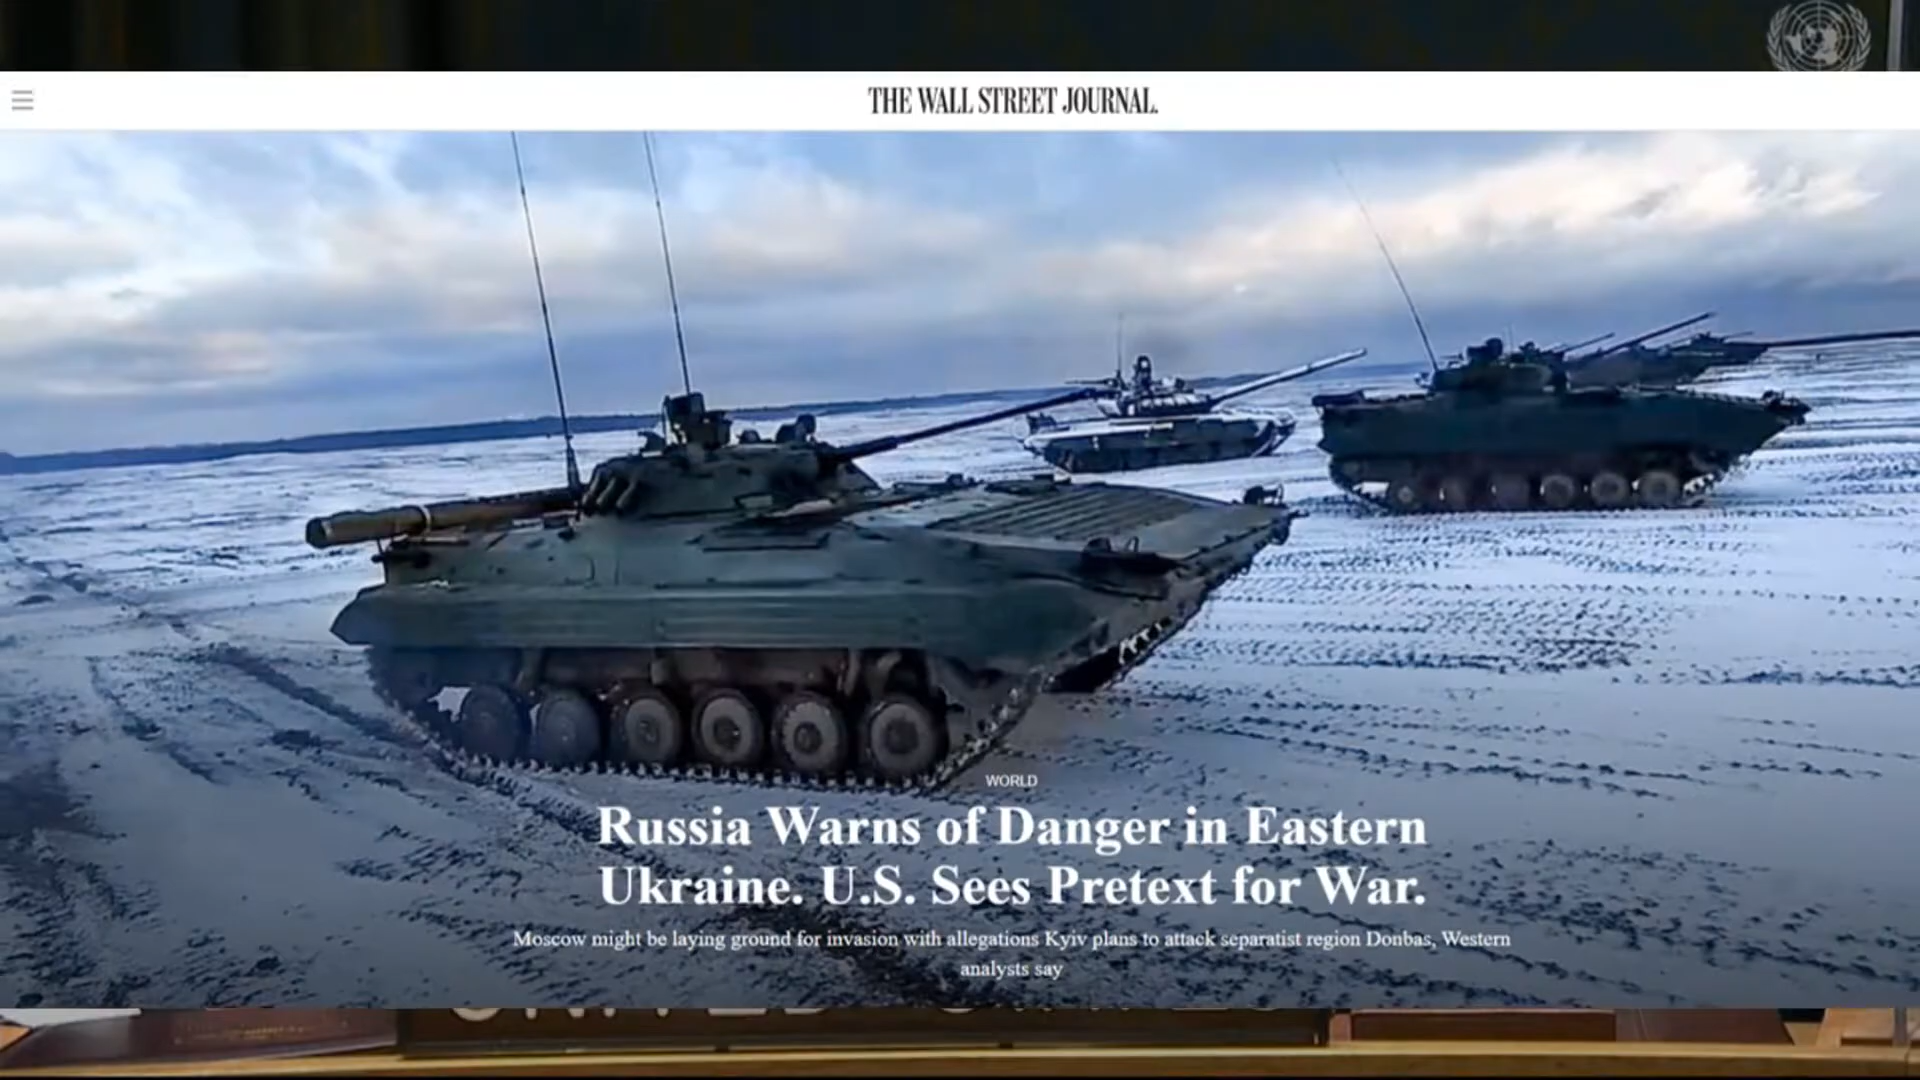 THE WALL STREET JOURNAL.
WORLD
Russia Warns of Danger in Eastern
Ukraine. U.S. Sees Pretext for War.
Moscow might be laying ground for invasion with allegations Kyiv plans to attack separatist region Donbas, Western
analysts say